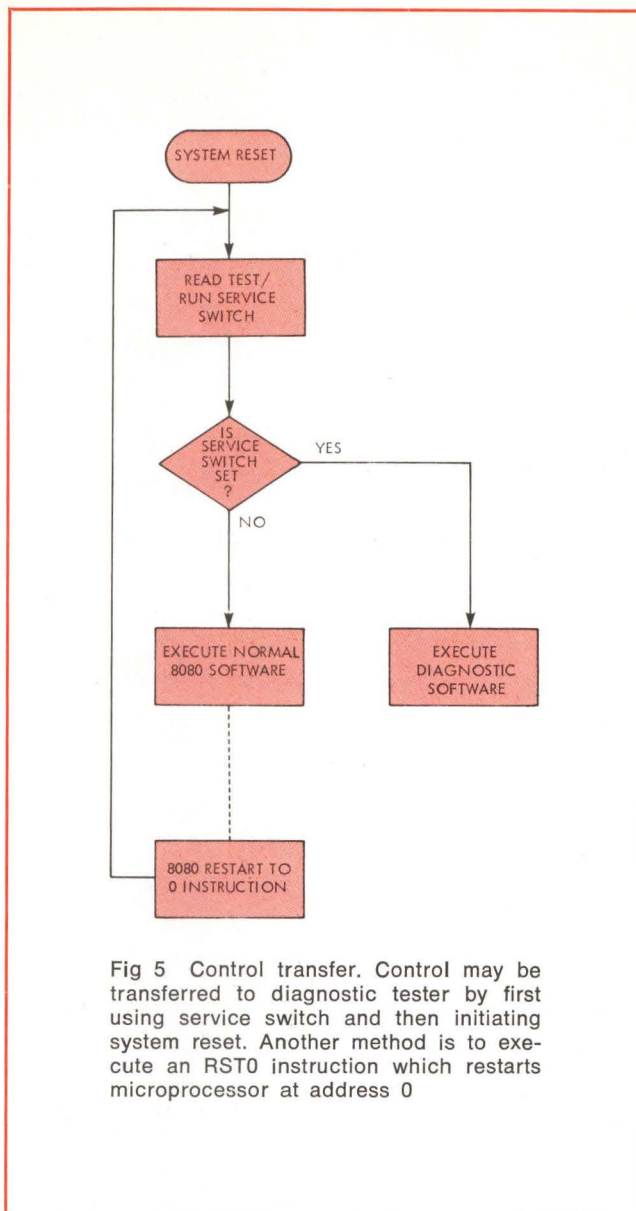 SYSTEM RESET
READ TEST/
RUN SERVICE
SWITCH
IS
SERVICE
SWITCH
SET
?
YES
NO
EXECUTE NORMAL
8080 SOFTWARE
EXECUTE
DIAGNOSTIC
SOFTWARE
8080 RESTART TO
0 INSTRUCTION
Fig 5 Control transfer. Control may be
transferred to diagnostic tester by first
using service switch and then initiating
system reset. Another method is to exe-
cute an RST0 instruction which restarts
microprocessor at address 0